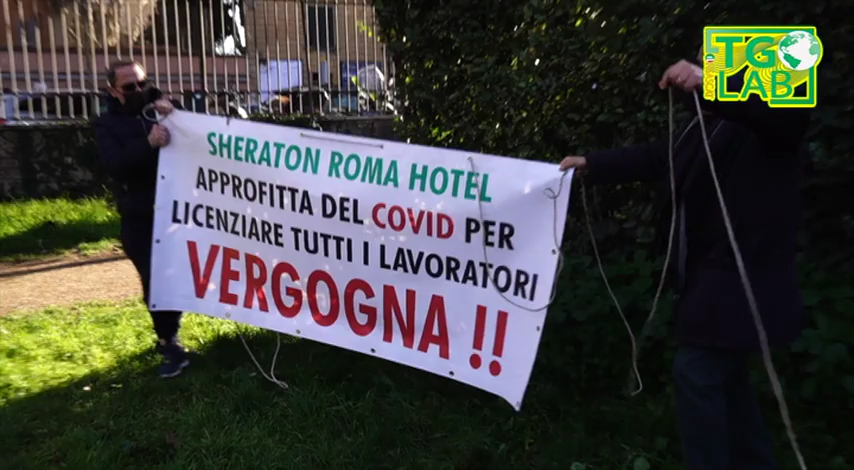 TG
LAB
SHERATON ROMA HOTEL
APPROFITTA DEL COVID PER
LICENZIARE TUTTI I LAVORATORI
VERGOGNA !!